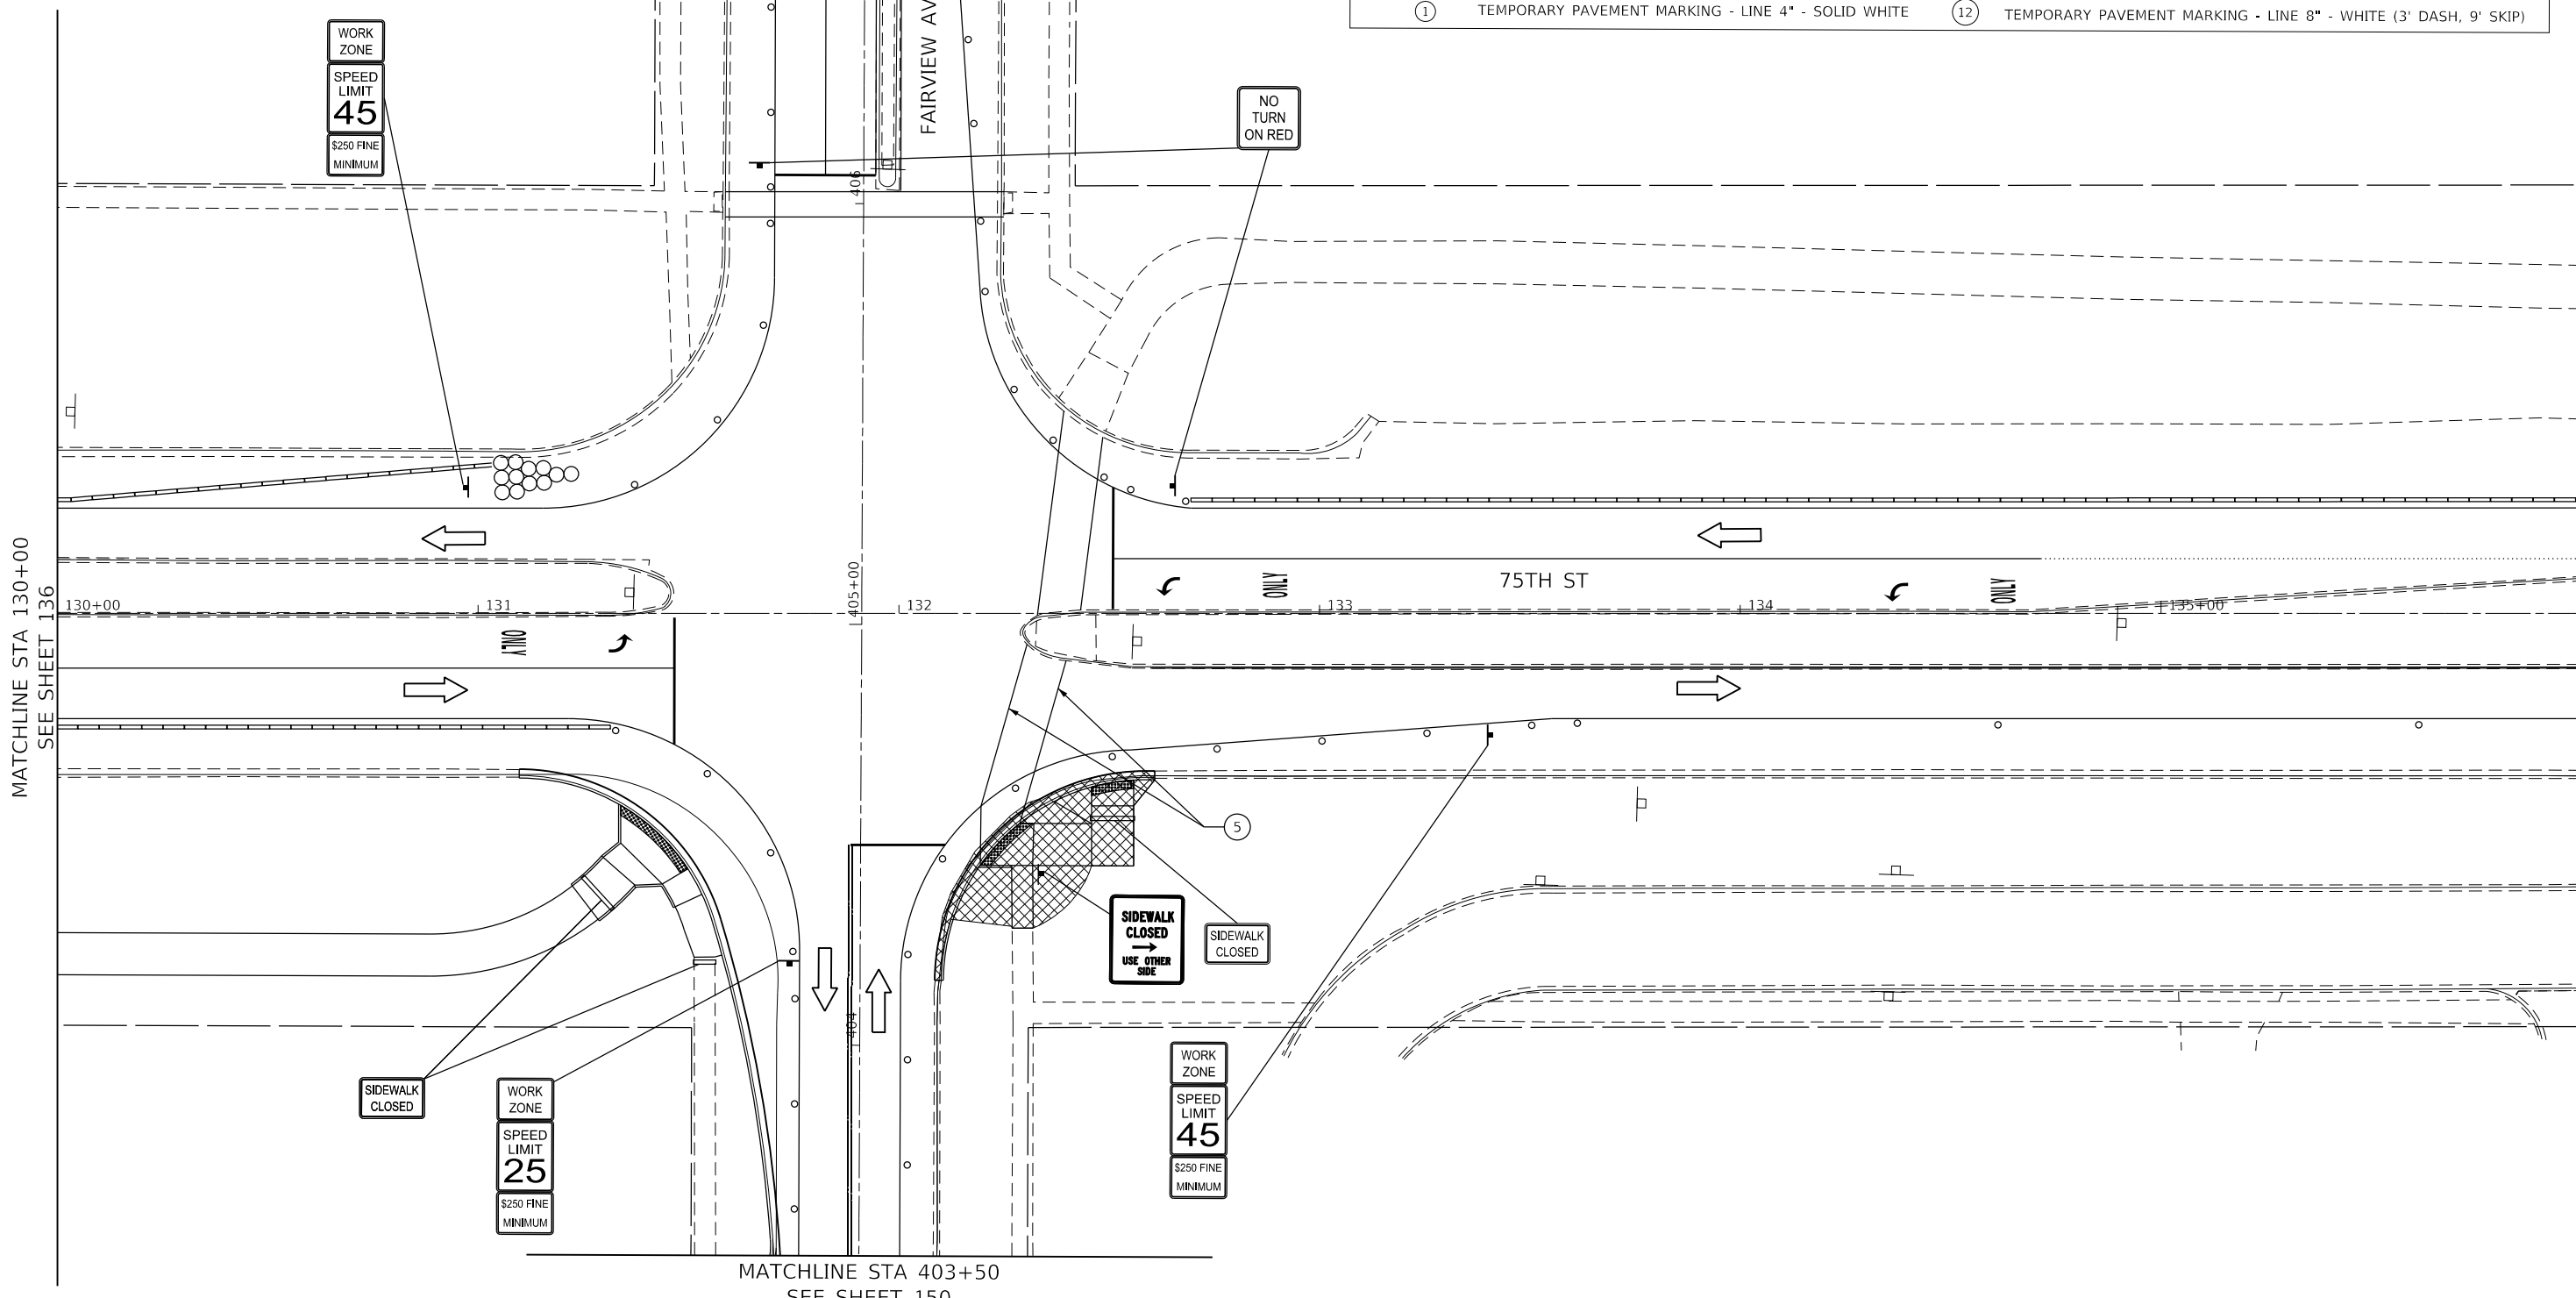 1 TEMPORARY PAVEMENT MARKING - LINE 4" - SOLID WHITE
12 TEMPORARY PAVEMENT MARKING - LINE 8" - WHITE (3' DASH, 9' SKIP)
WORK
ZONE
SPEED
LIMIT
45
$250 FINE
MINIMUM
FAIRVIEW AV
NO
TURN
ON RED
406
MATCHLINE STA 130+00
SEE SHEET 136
130+00
131
405+00
132
133
134
135+00
75TH ST
ONLY
ONLY
ONLY
5
SIDEWALK
CLOSED
USE OTHER
SIDE
SIDEWALK
CLOSED
404
SIDEWALK
CLOSED
WORK
ZONE
SPEED
LIMIT
25
$250 FINE
MINIMUM
WORK
ZONE
SPEED
LIMIT
45
$250 FINE
MINIMUM
MATCHLINE STA 403+50
SEE SHEET 150